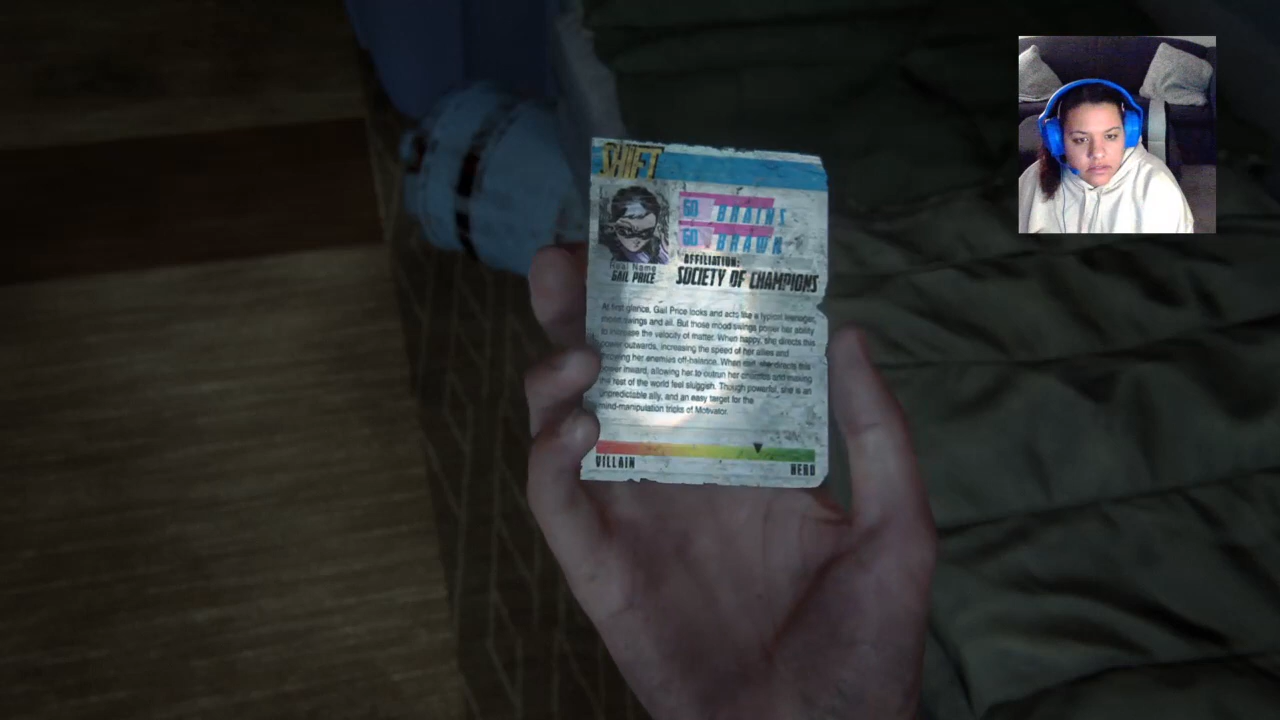 SHIFT
60 BRAINS
60 BRAWN
AFFILIATION:
SOCIETY OF CHAMPIONS
Real Name
GAIL PRICE
At first glance, Gail Price looks and acts like a typical teenager,
mood swings and all. But those mood swings power her ability
to increase the velocity of matter. When happy, she directs this
power outwards, increasing the speed of her allies and
throwing her enemies off-balance. When sad, she directs this
power inward, allowing her to outrun her enemies and making
the rest of the world feel sluggish. Though powerful, she is an
unpredictable ally, and an easy target for the
mind-manipulation tricks of Motivator.
VILLAIN
HERO